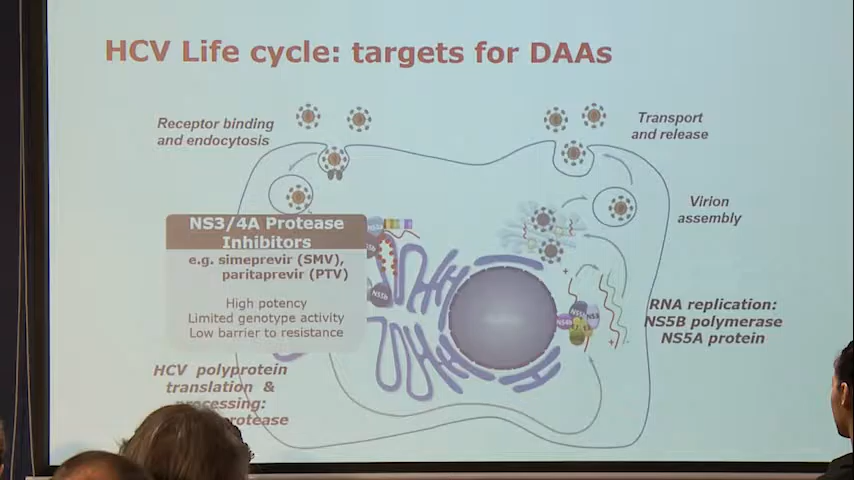 HCV Life cycle: targets for DAAs
Receptor binding
and endocytosis
Transport
and release
Virion
assembly
NS3/4A Protease
Inhibitors
e.g. simeprevir (SMV),
paritaprevir (PTV)
High potency
Limited genotype activity
Low barrier to resistance
RNA replication:
NS5B polymerase
NS5A protein
HCV polyprotein
translation &
processing:
protease